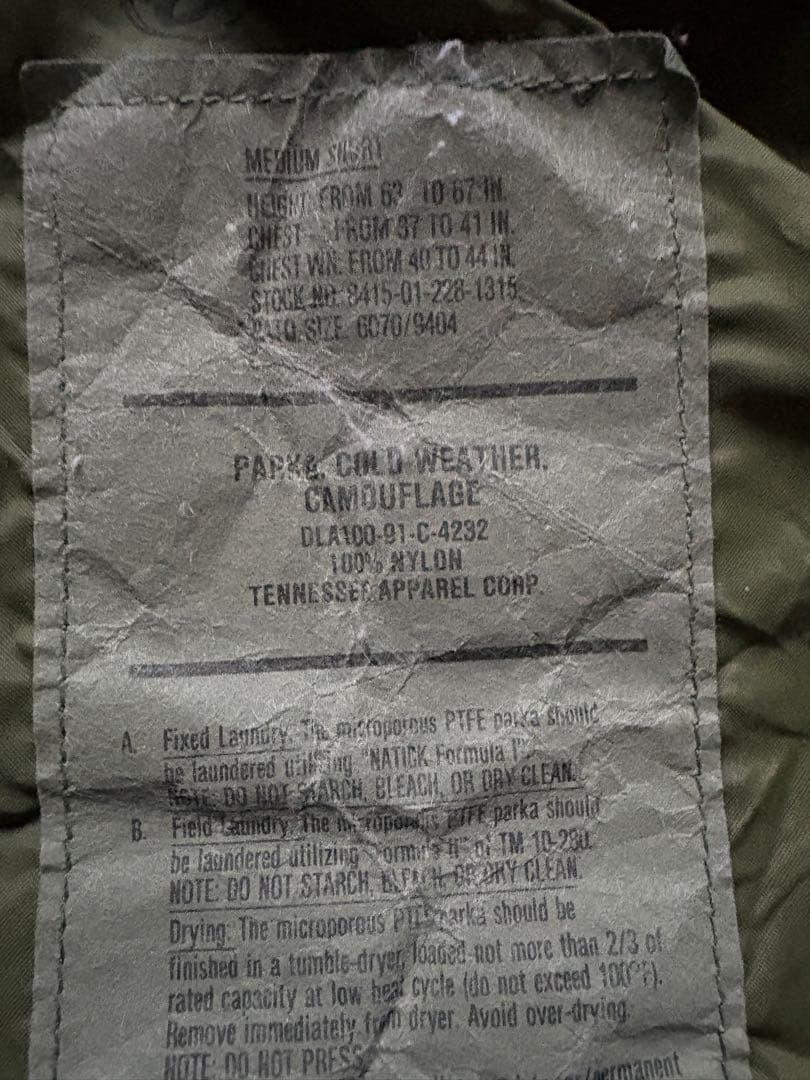 MEDIUM SHORT
HEIGHT FROM 63 TO 67 IN.
CHEST FROM 37 TO 41 IN.
CHEST WN. FROM 40 TO 44 IN.
STOCK NO. 8415-01-228-1315
NATO SIZE 6070/9404
PARKA, COLD WEATHER,
CAMOUFLAGE
DLA100-91-C-4232
100% NYLON
TENNESSEE APPAREL CORP.
A. Fixed Laundry: The microporous PTFE parka should
be laundered utilizing "NATICK Formula I".
NOTE: DO NOT STARCH, BLEACH, OR DRY CLEAN.
B. Field Laundry: The microporous PTFE parka should
be laundered utilizing Formula II of TM 10-280.
NOTE: DO NOT STARCH, BLEACH, OR DRY CLEAN.
Drying: The microporous PTFE parka should be
finished in a tumble-dryer, loaded not more than 2/3 of
rated capacity at low heat cycle (do not exceed 100°F).
Remove immediately from dryer. Avoid over-drying.
NOTE: DO NOT PRESS
permanent